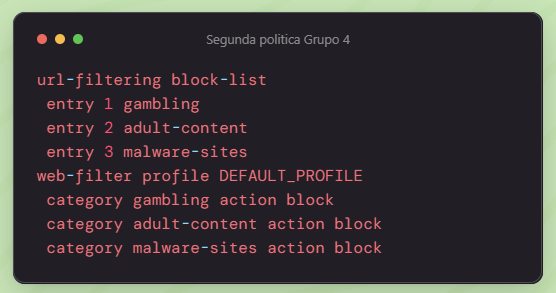 Segunda politica Grupo 4
url-filtering block-list
 entry 1 gambling
 entry 2 adult-content
 entry 3 malware-sites
web-filter profile DEFAULT_PROFILE
 category gambling action block
 category adult-content action block
 category malware-sites action block